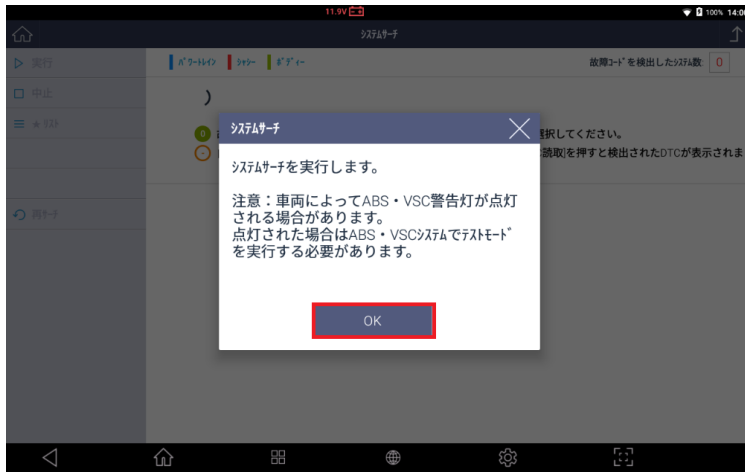 11.9V
100% 14:0
システムサーチ
実行
パワートレイン シャシー ボディー
故障コードを検出したシステム数: 0
中止
★ リスト
)
0
選択してください。
読取]を押すと検出されたDTCが表示されま
再サーチ
システムサーチ
システムサーチを実行します。
注意：車両によってABS・VSC警告灯が点灯
される場合があります。
点灯された場合はABS・VSCシステムでテストモード
を実行する必要があります。
OK